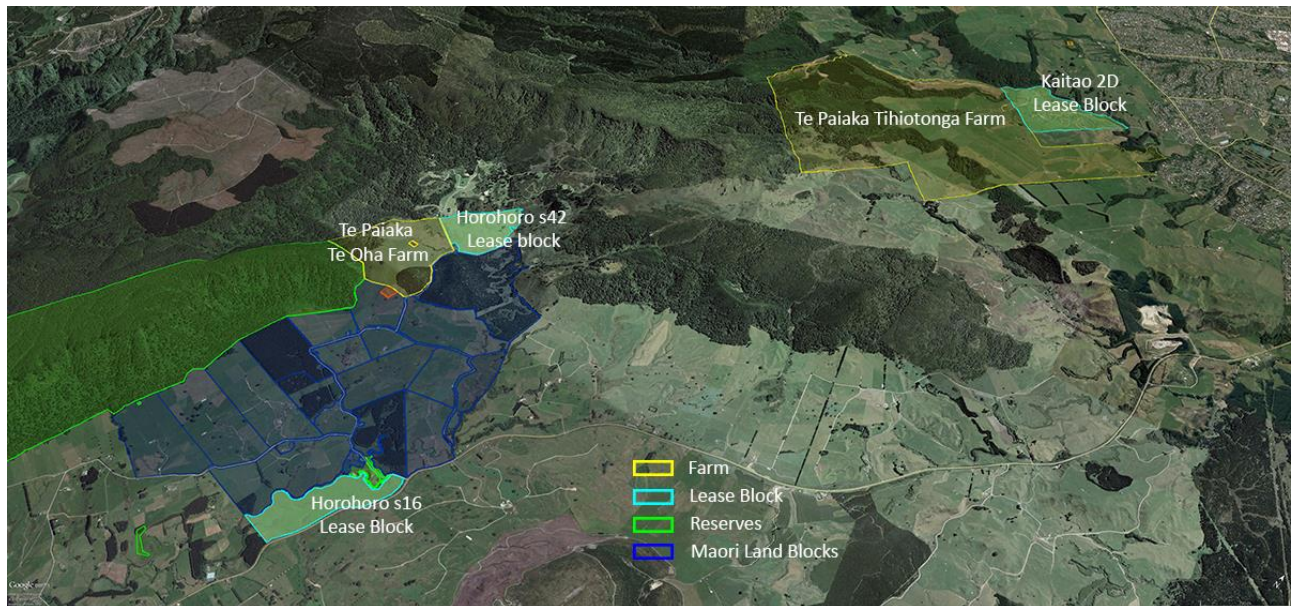 Kaitao 2D
Lease Block
Te Paiaka Tihiotonga Farm
Horohoro s42
Lease block
Te Paiaka
Te Oha Farm
Horohoro s16
Lease Block
Farm
Lease Block
Reserves
Maori Land Blocks
Google
N